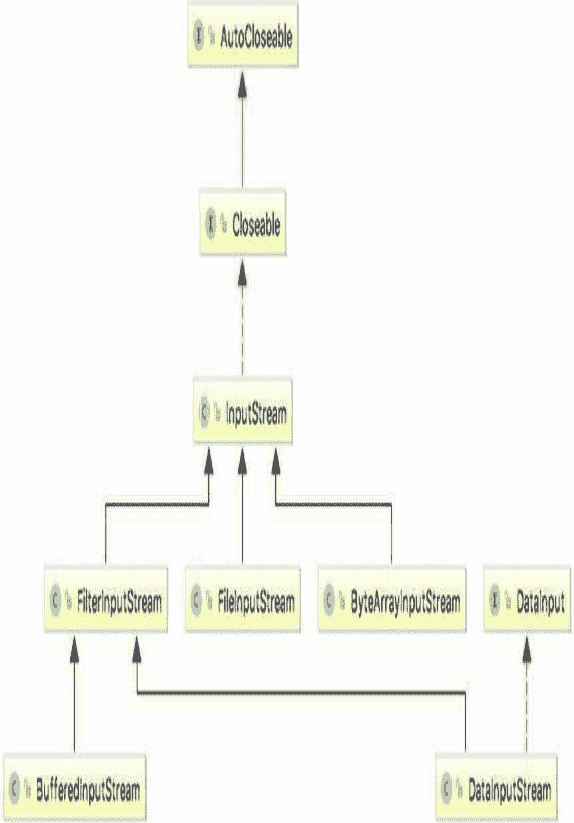 I AutoCloseable
I Closeable
C InputStream
C FilterInputStream
C FileInputStream
C ByteArrayInputStream
I DataInput
C BufferedInputStream
C DataInputStream